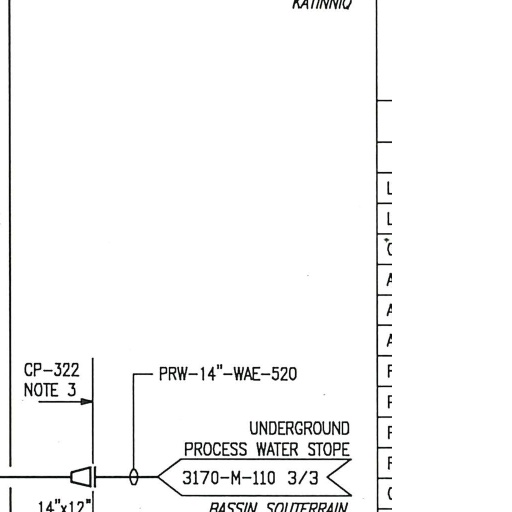 KATINNIQ
L
L
A
A
A
F
F
F
F
CP-322
NOTE 3
PRW-14"-WAE-520
UNDERGROUND
PROCESS WATER STOPE
3170-M-110 3/3
14"x12"
BASSIN SOUTERRAIN